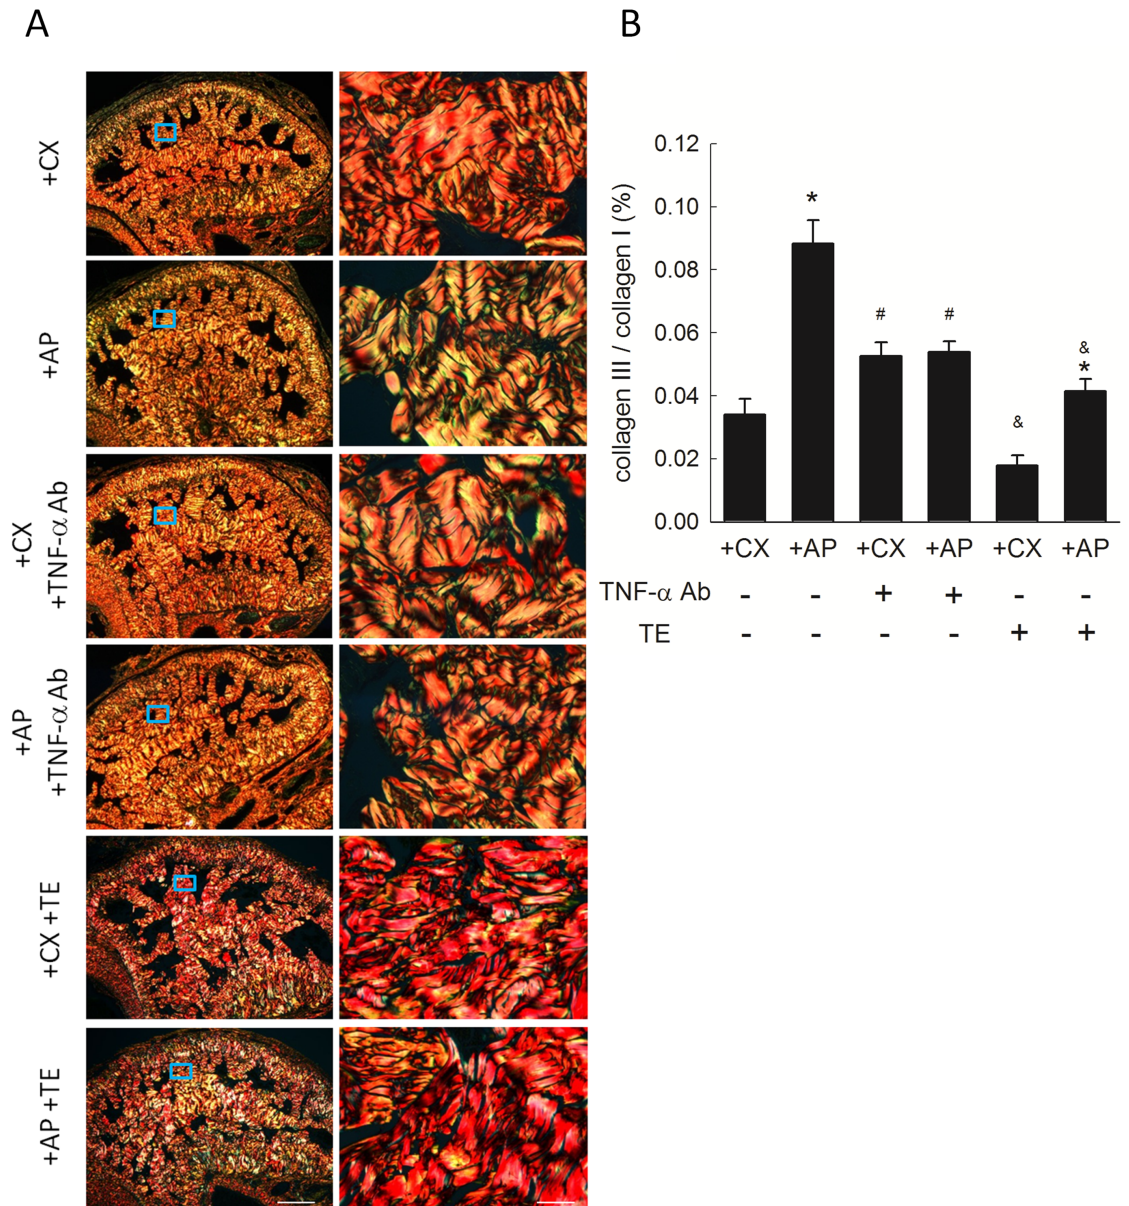 A
B
+CX
+AP
+CX
+TNF-α Ab
+AP
+TNF-α Ab
+CX +TE
+AP +TE
collagen III / collagen I (%)
0.12
0.10
0.08
0.06
0.04
0.02
0.00
*
#
#
&
&
*
+CX +AP +CX +AP +CX +AP
TNF-α Ab - - + + - -
TE - - - - + +